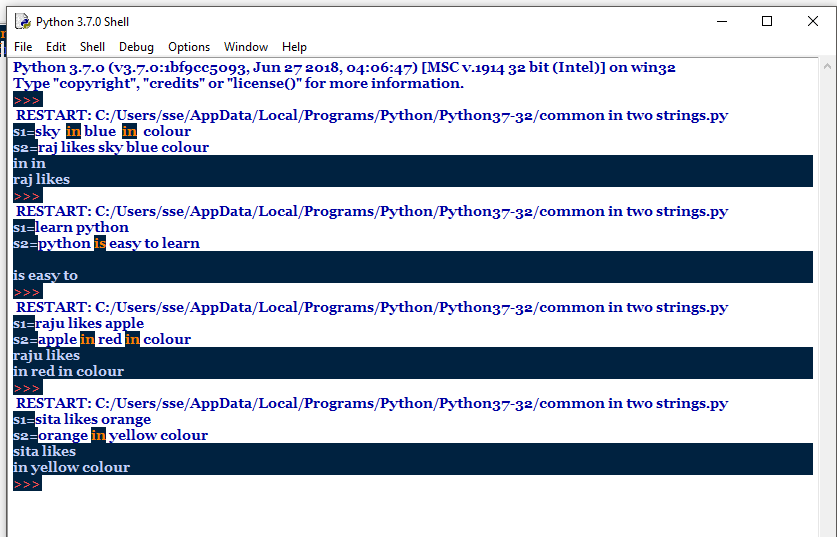 Python 3.7.0 Shell
File Edit Shell Debug Options Window Help
Python 3.7.0 (v3.7.0:1bf9cc5093, Jun 27 2018, 04:06:47) [MSC v.1914 32 bit (Intel)] on win32
Type "copyright", "credits" or "license()" for more information.
>>>
RESTART: C:/Users/sse/AppData/Local/Programs/Python/Python37-32/common in two strings.py
s1=sky in blue in colour
s2=raj likes sky blue colour
in in
raj likes
>>>
RESTART: C:/Users/sse/AppData/Local/Programs/Python/Python37-32/common in two strings.py
s1=learn python
s2=python is easy to learn
is easy to
>>>
RESTART: C:/Users/sse/AppData/Local/Programs/Python/Python37-32/common in two strings.py
s1=raju likes apple
s2=apple in red in colour
raju likes
in red in colour
>>>
RESTART: C:/Users/sse/AppData/Local/Programs/Python/Python37-32/common in two strings.py
s1=sita likes orange
s2=orange in yellow colour
sita likes
in yellow colour
>>>